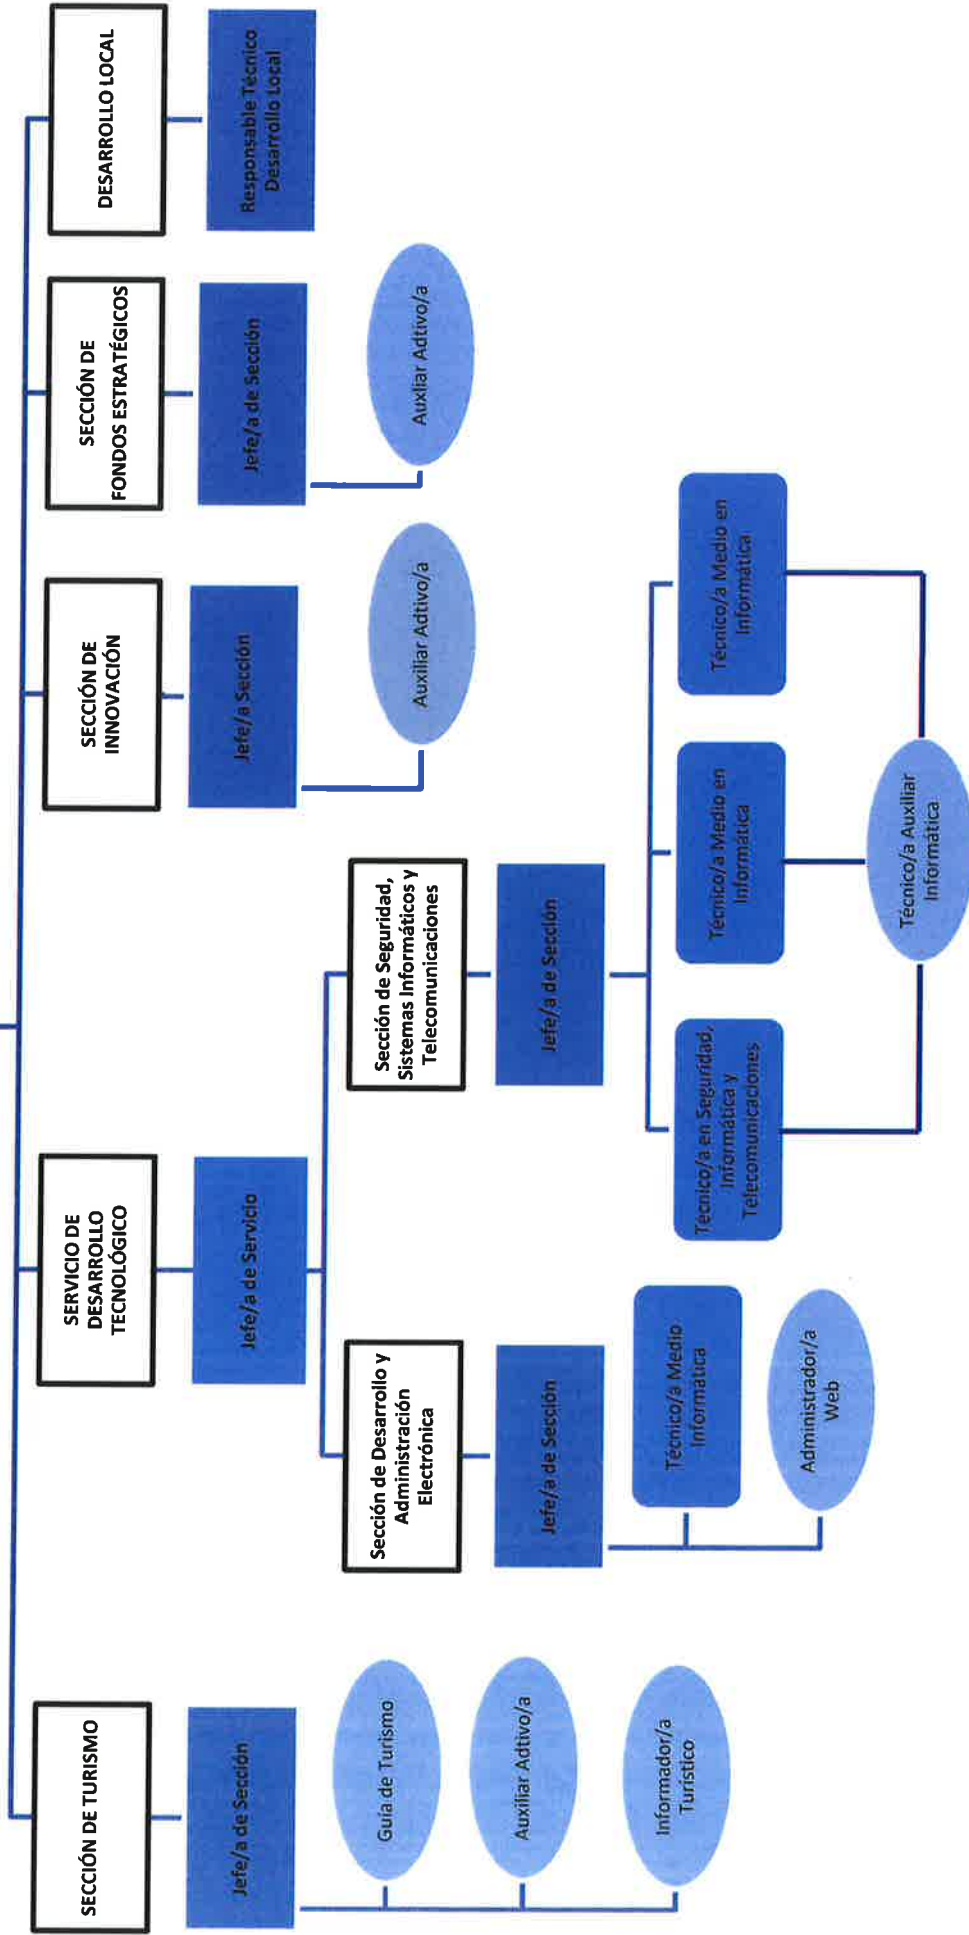 SECCIÓN DE TURISMO
Jefe/a de Sección
Guía de Turismo
Auxiliar Adtivo/a
Informador/a
Turístico
SERVICIO DE
DESARROLLO
TECNOLÓGICO
Jefe/a de Servicio
Sección de Desarrollo y
Administración
Electrónica
Jefe/a de Sección
Técnico/a Medio
Informática
Administrador/a
Web
Sección de Seguridad,
Sistemas Informáticos y
Telecomunicaciones
Jefe/a de Sección
Técnico/a en Seguridad,
Informática y
Telecomunicaciones
Técnico/a Medio en
Informática
Técnico/a Medio en
Informática
Técnico/a Auxiliar
Informática
SECCIÓN DE
INNOVACIÓN
Jefe/a Sección
Auxiliar Adtivo/a
SECCIÓN DE
FONDOS ESTRATÉGICOS
Jefe/a de Sección
Auxliar Adtivo/a
DESARROLLO LOCAL
Responsable Técnico
Desarrollo Local